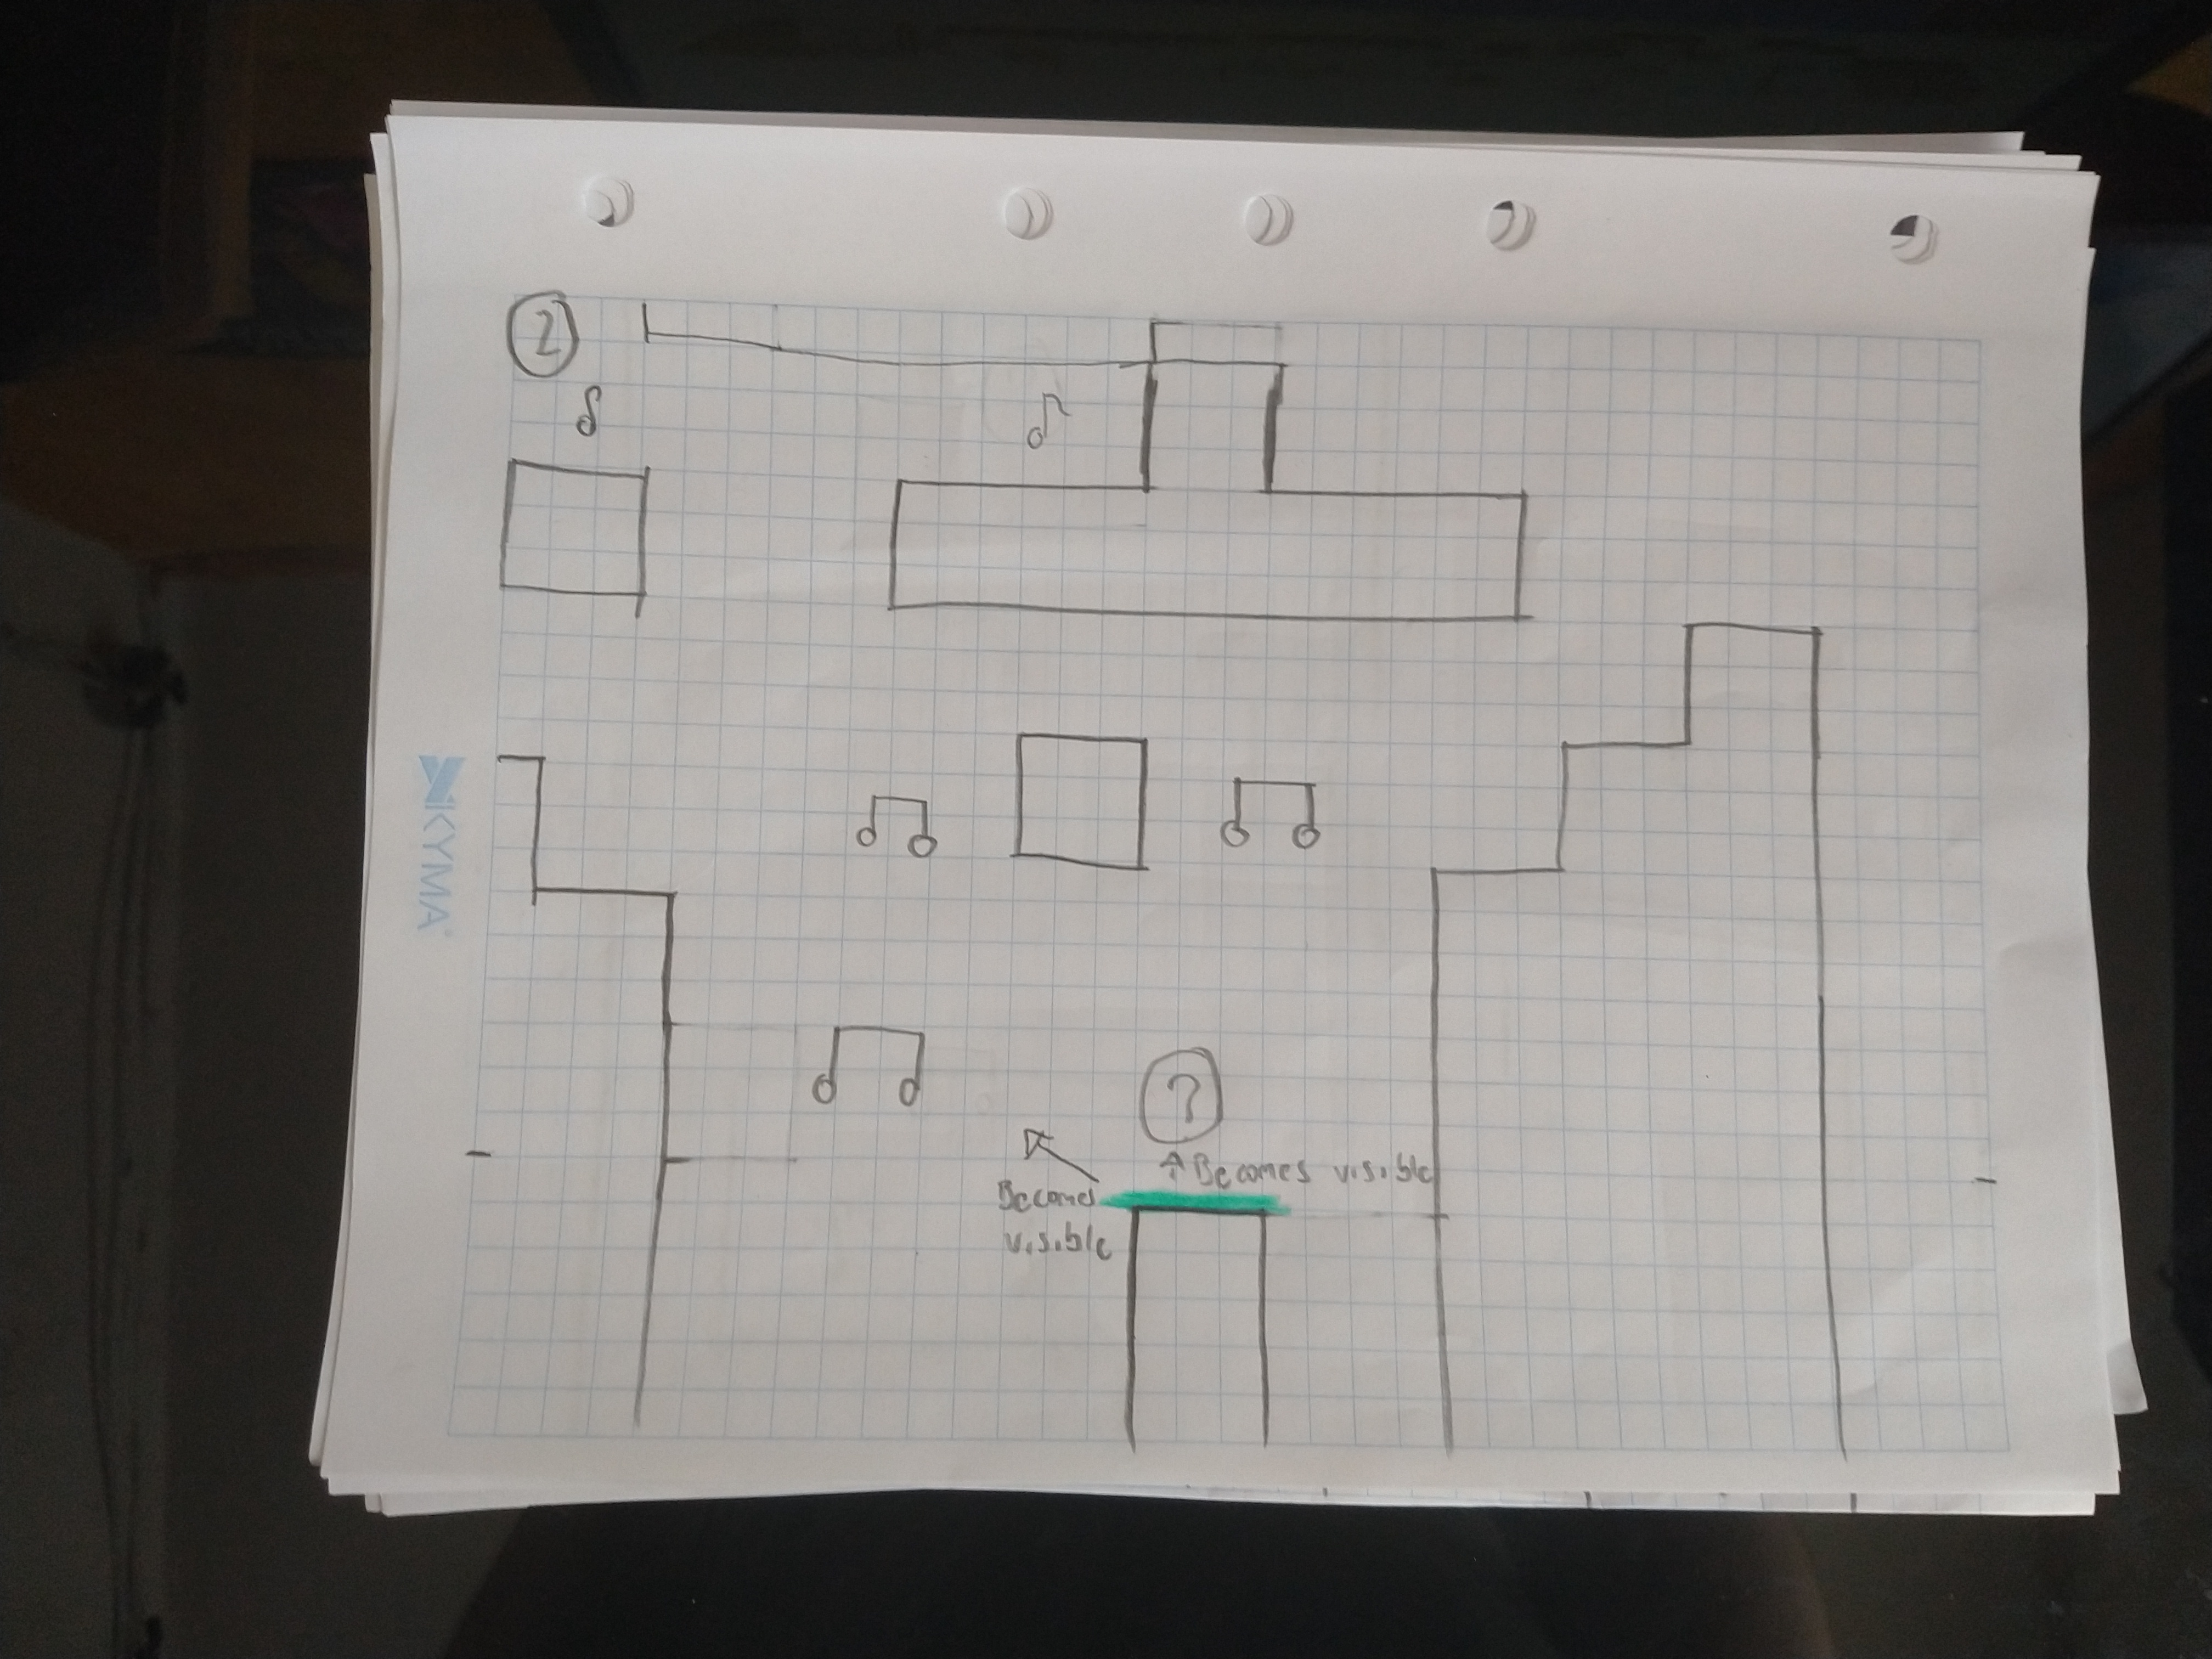 2
?
↑ Becomes visible
Becomes
visible
KYMA